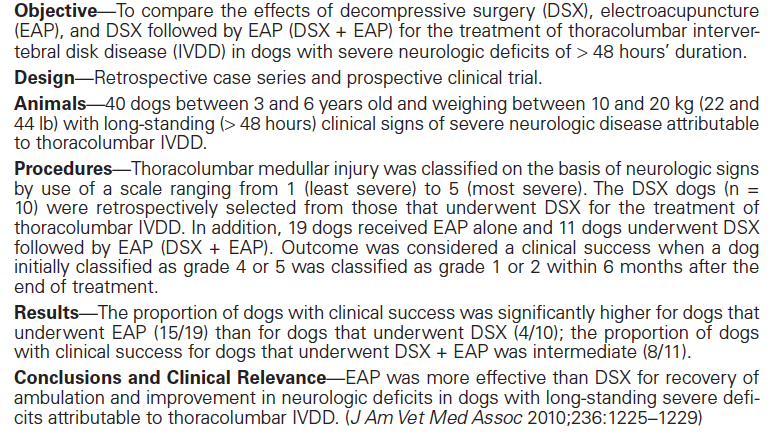 Objective—To compare the effects of decompressive surgery (DSX), electroacupuncture
(EAP), and DSX followed by EAP (DSX + EAP) for the treatment of thoracolumbar interver-
tebral disk disease (IVDD) in dogs with severe neurologic deficits of > 48 hours’ duration.
Design—Retrospective case series and prospective clinical trial.
Animals—40 dogs between 3 and 6 years old and weighing between 10 and 20 kg (22 and
44 lb) with long-standing (> 48 hours) clinical signs of severe neurologic disease attributable
to thoracolumbar IVDD.
Procedures—Thoracolumbar medullar injury was classified on the basis of neurologic signs
by use of a scale ranging from 1 (least severe) to 5 (most severe). The DSX dogs (n =
10) were retrospectively selected from those that underwent DSX for the treatment of
thoracolumbar IVDD. In addition, 19 dogs received EAP alone and 11 dogs underwent DSX
followed by EAP (DSX + EAP). Outcome was considered a clinical success when a dog
initially classified as grade 4 or 5 was classified as grade 1 or 2 within 6 months after the
end of treatment.
Results—The proportion of dogs with clinical success was significantly higher for dogs that
underwent EAP (15/19) than for dogs that underwent DSX (4/10); the proportion of dogs
with clinical success for dogs that underwent DSX + EAP was intermediate (8/11).
Conclusions and Clinical Relevance—EAP was more effective than DSX for recovery of
ambulation and improvement in neurologic deficits in dogs with long-standing severe defi-
cits attributable to thoracolumbar IVDD. (J Am Vet Med Assoc 2010;236:1225–1229)